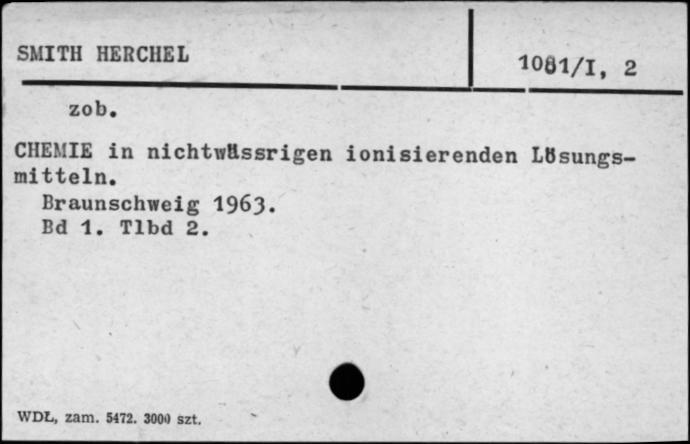 SMITH HERCHEL
1081/I, 2
zob.
CHEMIE in nichtwässrigen ionisierenden Lösungs-
mitteln.
Braunschweig 1963.
Bd 1. Tlbd 2.
WDŁ, zam. 5472. 3000 szt.